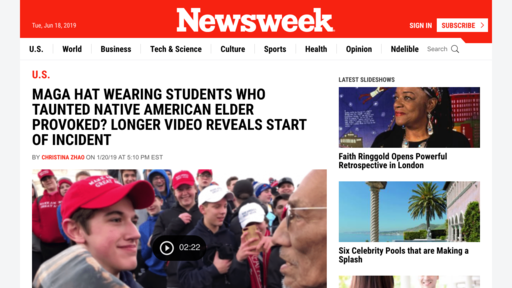 Tue, Jun 18, 2019
Newsweek
SIGN IN
SUBSCRIBE >
U.S.
World
Business
Tech & Science
Culture
Sports
Health
Opinion
Ndelible
Search
U.S.
MAGA HAT WEARING STUDENTS WHO
TAUNTED NATIVE AMERICAN ELDER
PROVOKED? LONGER VIDEO REVEALS START
OF INCIDENT
BY CHRISTINA ZHAO ON 1/20/19 AT 5:10 PM EST
02:22
LATEST SLIDESHOWS
Faith Ringgold Opens Powerful
Retrospective in London
Six Celebrity Pools that are Making a
Splash